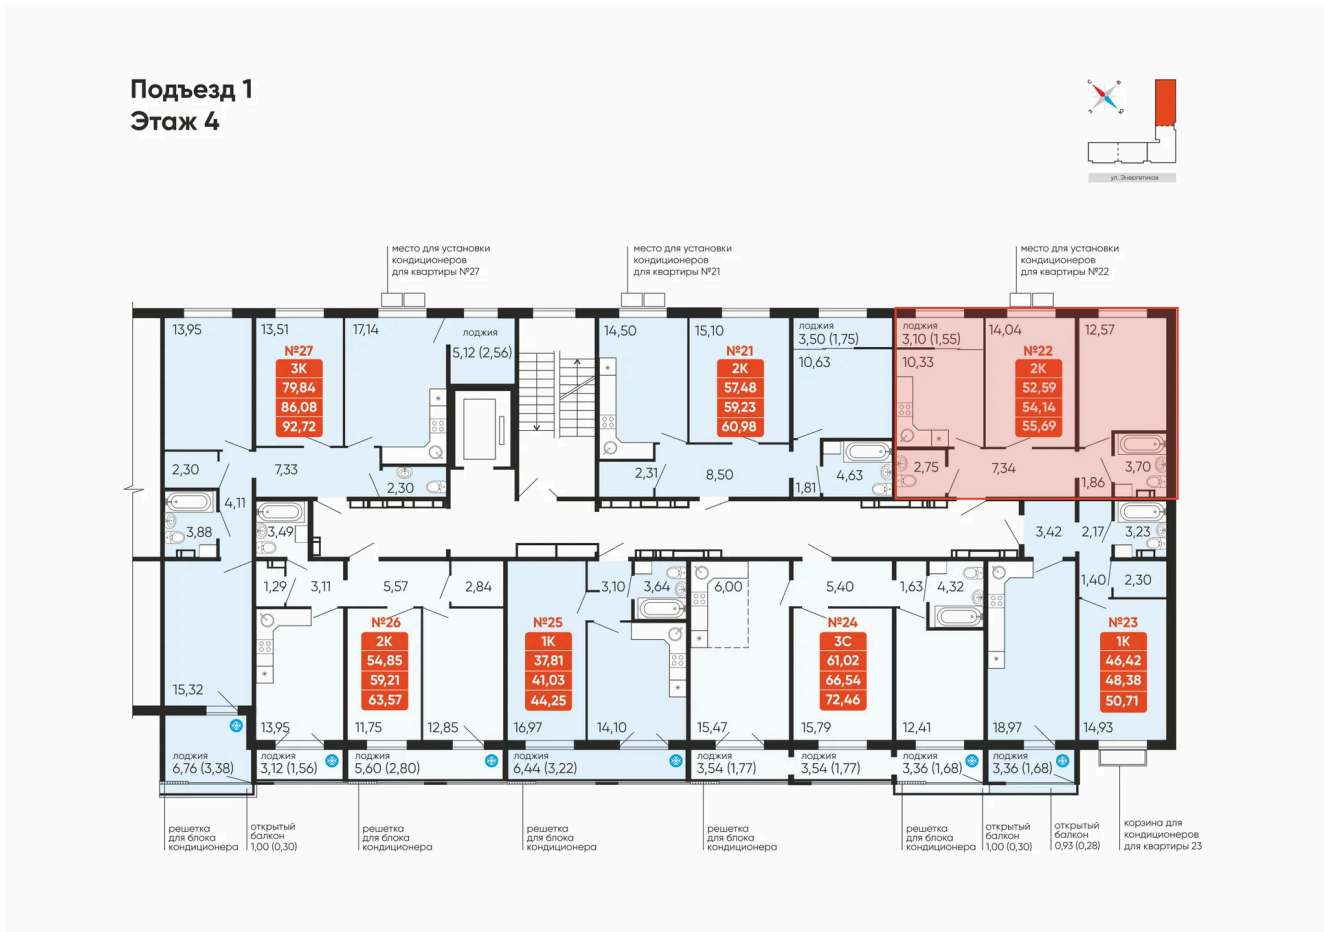 Подъезд 1
Этаж 4
с
в
з
ю
ул. Энергетиков
место для установки
кондиционеров
для квартиры №27
место для установки
кондиционеров
для квартиры №21
место для установки
кондиционеров
для квартиры №22
13,95
13,51
17,14
лоджия
5,12 (2,56)
№27
3К
79,84
86,08
92,72
2,30
7,33
2,30
4,11
3,88
3,49
15,32
14,50
15,10
лоджия
3,50 (1,75)
10,63
№21
2К
57,48
59,23
60,98
2,31
8,50
1,81
4,63
лоджия
3,10 (1,55)
10,33
14,04
12,57
№22
2К
52,59
54,14
55,69
2,75
7,34
1,86
3,70
3,42
2,17
3,23
1,29
3,11
5,57
2,84
№26
2К
54,85
59,21
63,57
13,95
11,75
12,85
3,10
3,64
№25
1К
37,81
41,03
44,25
16,97
14,10
6,00
5,40
1,63
4,32
№24
3С
61,02
66,54
72,46
15,47
15,79
12,41
1,40
2,30
№23
1К
46,42
48,38
50,71
18,97
14,93
лоджия
6,76 (3,38)
лоджия
3,12 (1,56)
лоджия
5,60 (2,80)
лоджия
6,44 (3,22)
лоджия
3,54 (1,77)
лоджия
3,54 (1,77)
лоджия
3,36 (1,68)
лоджия
3,36 (1,68)
решетка
для блока
кондиционера
открытый
балкон
1,00 (0,30)
решетка
для блока
кондиционера
решетка
для блока
кондиционера
решетка
для блока
кондиционера
решетка
для блока
кондиционера
открытый
балкон
1,00 (0,30)
открытый
балкон
0,93 (0,28)
корзина для
кондиционеров
для квартиры 23